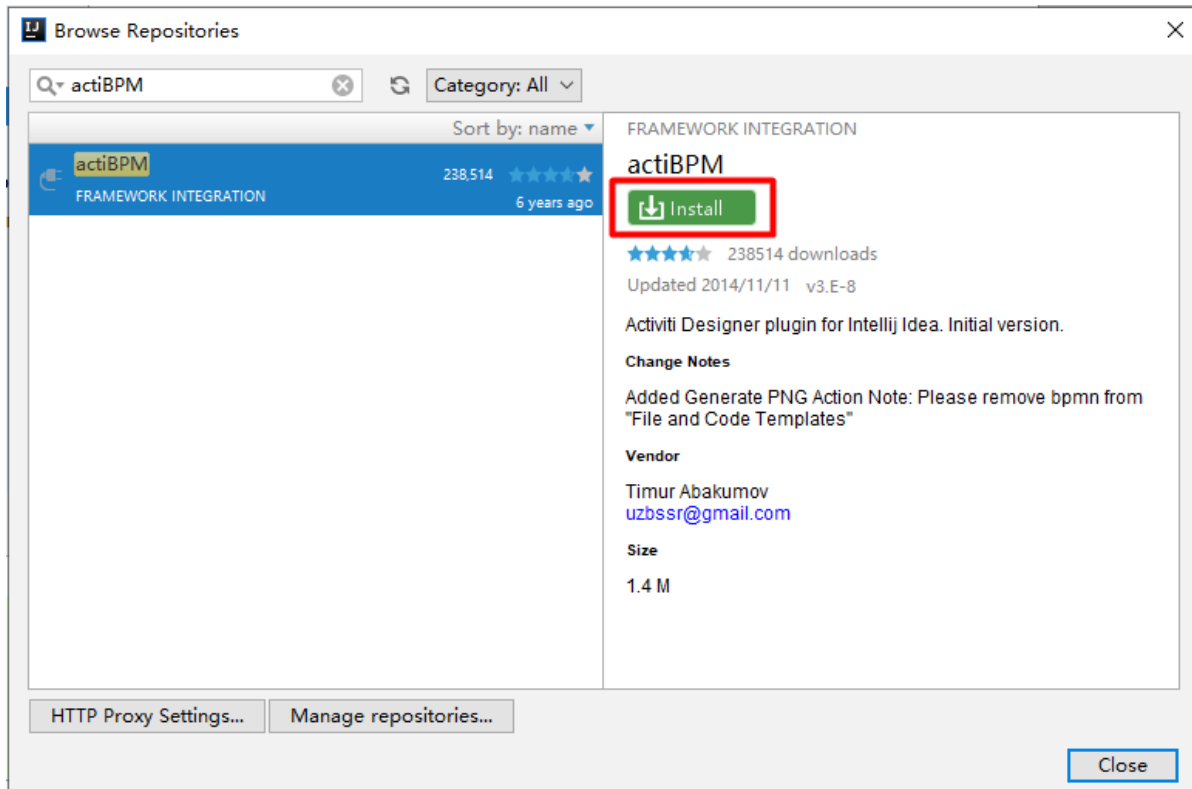 Browse Repositories
actiBPM
Category: All
Sort by: name
actiBPM
238,514
FRAMEWORK INTEGRATION
6 years ago
FRAMEWORK INTEGRATION
actiBPM
Install
238514 downloads
Updated 2014/11/11 v3.E-8
Activiti Designer plugin for Intellij Idea. Initial version.
Change Notes
Added Generate PNG Action Note: Please remove bpmn from
"File and Code Templates"
Vendor
Timur Abakumov
uzbssr@gmail.com
Size
1.4 M
HTTP Proxy Settings...
Manage repositories...
Close